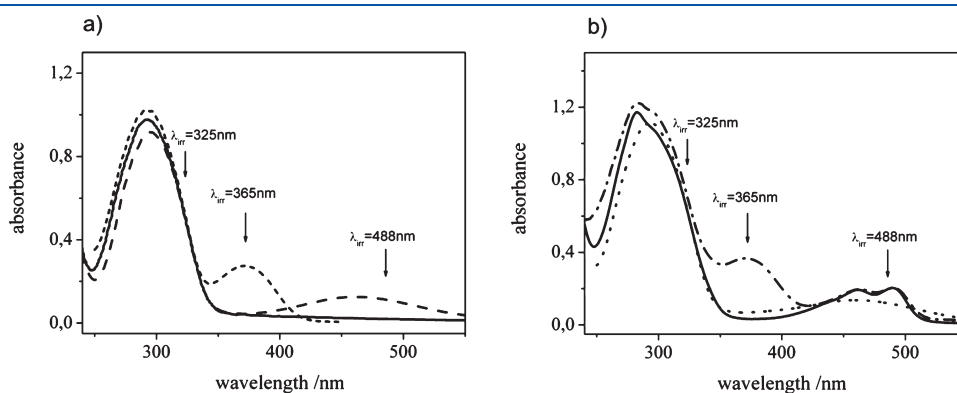 a)
1,2
0,8
0,4
0,0
absorbance
λirr=325nm
λirr=365nm
λirr=488nm
300
400
500
wavelength /nm
b)
1,2
0,8
0,4
0,0
absorbance
λirr=325nm
λirr=365nm
λirr=488nm
300
400
500
wavelength /nm